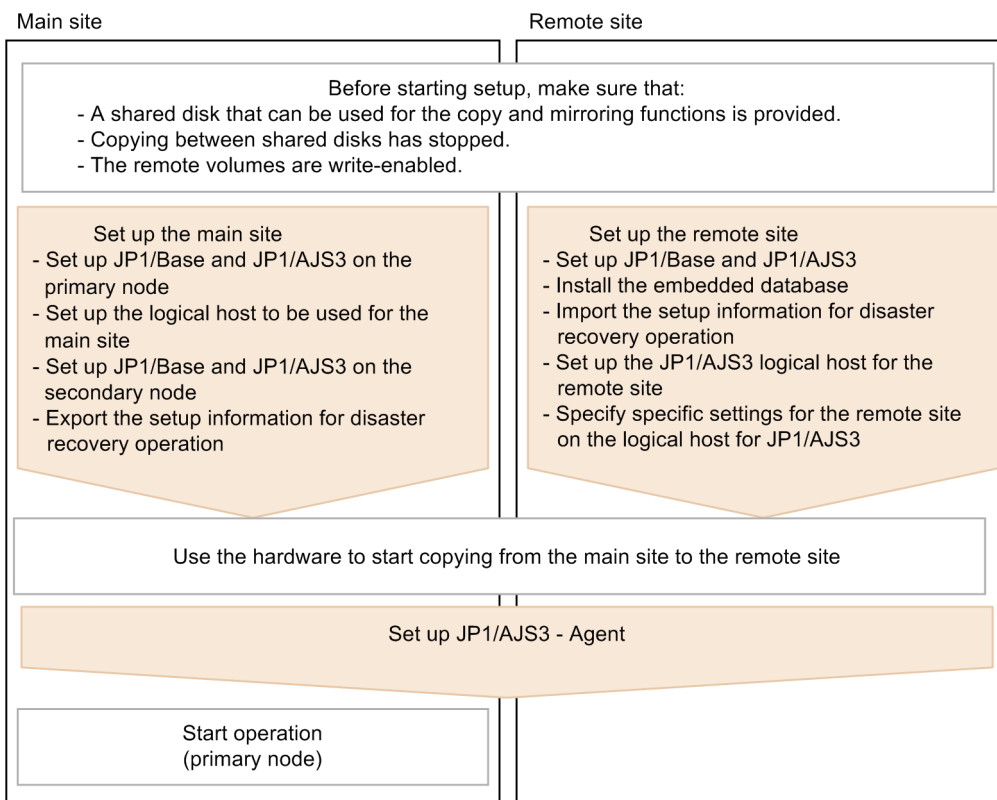 Main site
Remote site
Before starting setup, make sure that:
- A shared disk that can be used for the copy and mirroring functions is provided.
- Copying between shared disks has stopped.
- The remote volumes are write-enabled.
Set up the main site
- Set up JP1/Base and JP1/AJS3 on the
primary node
- Set up the logical host to be used for the
main site
- Set up JP1/Base and JP1/AJS3 on the
secondary node
- Export the setup information for disaster
recovery operation
Set up the remote site
- Set up JP1/Base and JP1/AJS3
- Install the embedded database
- Import the setup information for disaster
recovery operation
- Set up the JP1/AJS3 logical host for the
remote site
- Specify specific settings for the remote site
on the logical host for JP1/AJS3
Use the hardware to start copying from the main site to the remote site
Set up JP1/AJS3 - Agent
Start operation
(primary node)